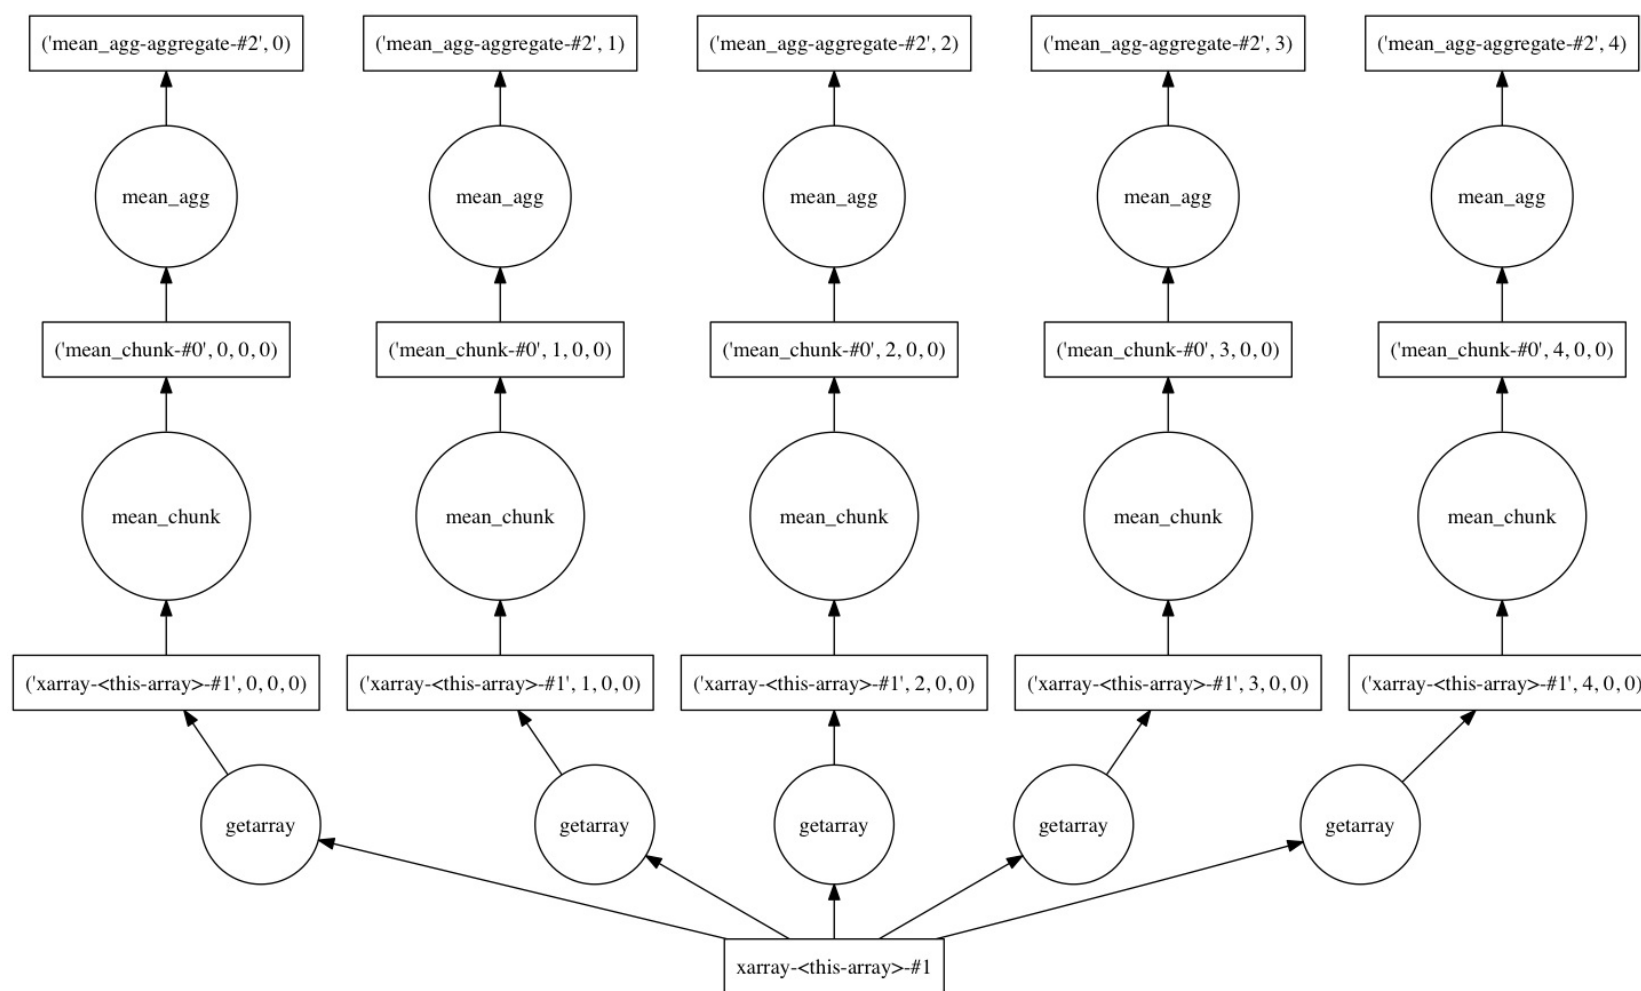 ('mean_agg-aggregate-#2', 0) ('mean_agg-aggregate-#2', 1) ('mean_agg-aggregate-#2', 2) ('mean_agg-aggregate-#2', 3) ('mean_agg-aggregate-#2', 4)
mean_agg mean_agg mean_agg mean_agg mean_agg
('mean_chunk-#0', 0, 0, 0) ('mean_chunk-#0', 1, 0, 0) ('mean_chunk-#0', 2, 0, 0) ('mean_chunk-#0', 3, 0, 0) ('mean_chunk-#0', 4, 0, 0)
mean_chunk mean_chunk mean_chunk mean_chunk mean_chunk
('xarray-<this-array>-#1', 0, 0, 0) ('xarray-<this-array>-#1', 1, 0, 0) ('xarray-<this-array>-#1', 2, 0, 0) ('xarray-<this-array>-#1', 3, 0, 0) ('xarray-<this-array>-#1', 4, 0, 0)
getarray getarray getarray getarray getarray
xarray-<this-array>-#1